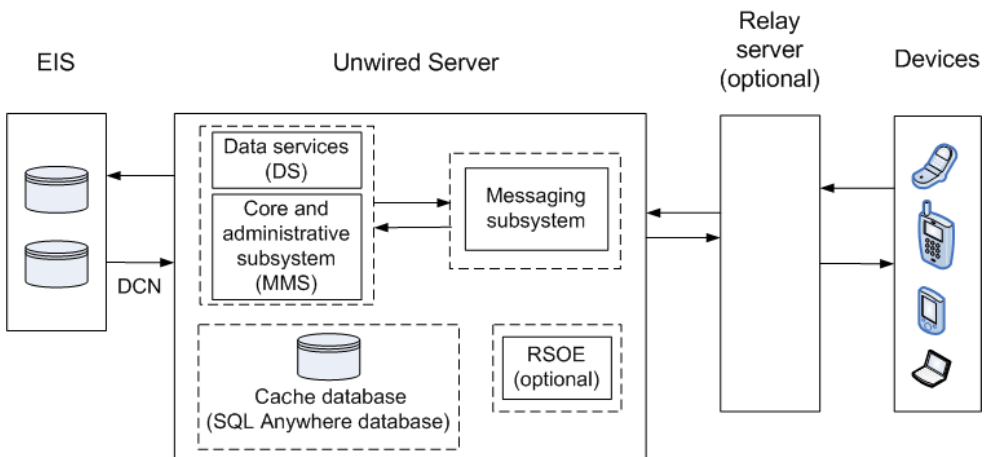 EIS
Unwired Server
Relay
server
(optional)
Devices
Data services
(DS)
Core and
administrative
subsystem
(MMS)
Messaging
subsystem
DCN
Cache database
(SQL Anywhere database)
RSOE
(optional)